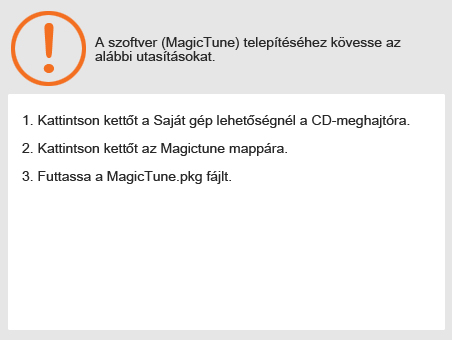 A szoftver (MagicTune) telepítéséhez kövesse az
alábbi utasításokat.
1. Kattintson kettőt a Saját gép lehetőségnél a CD-meghajtóra.
2. Kattintson kettőt az Magictune mappára.
3. Futtassa a MagicTune.pkg fájlt.